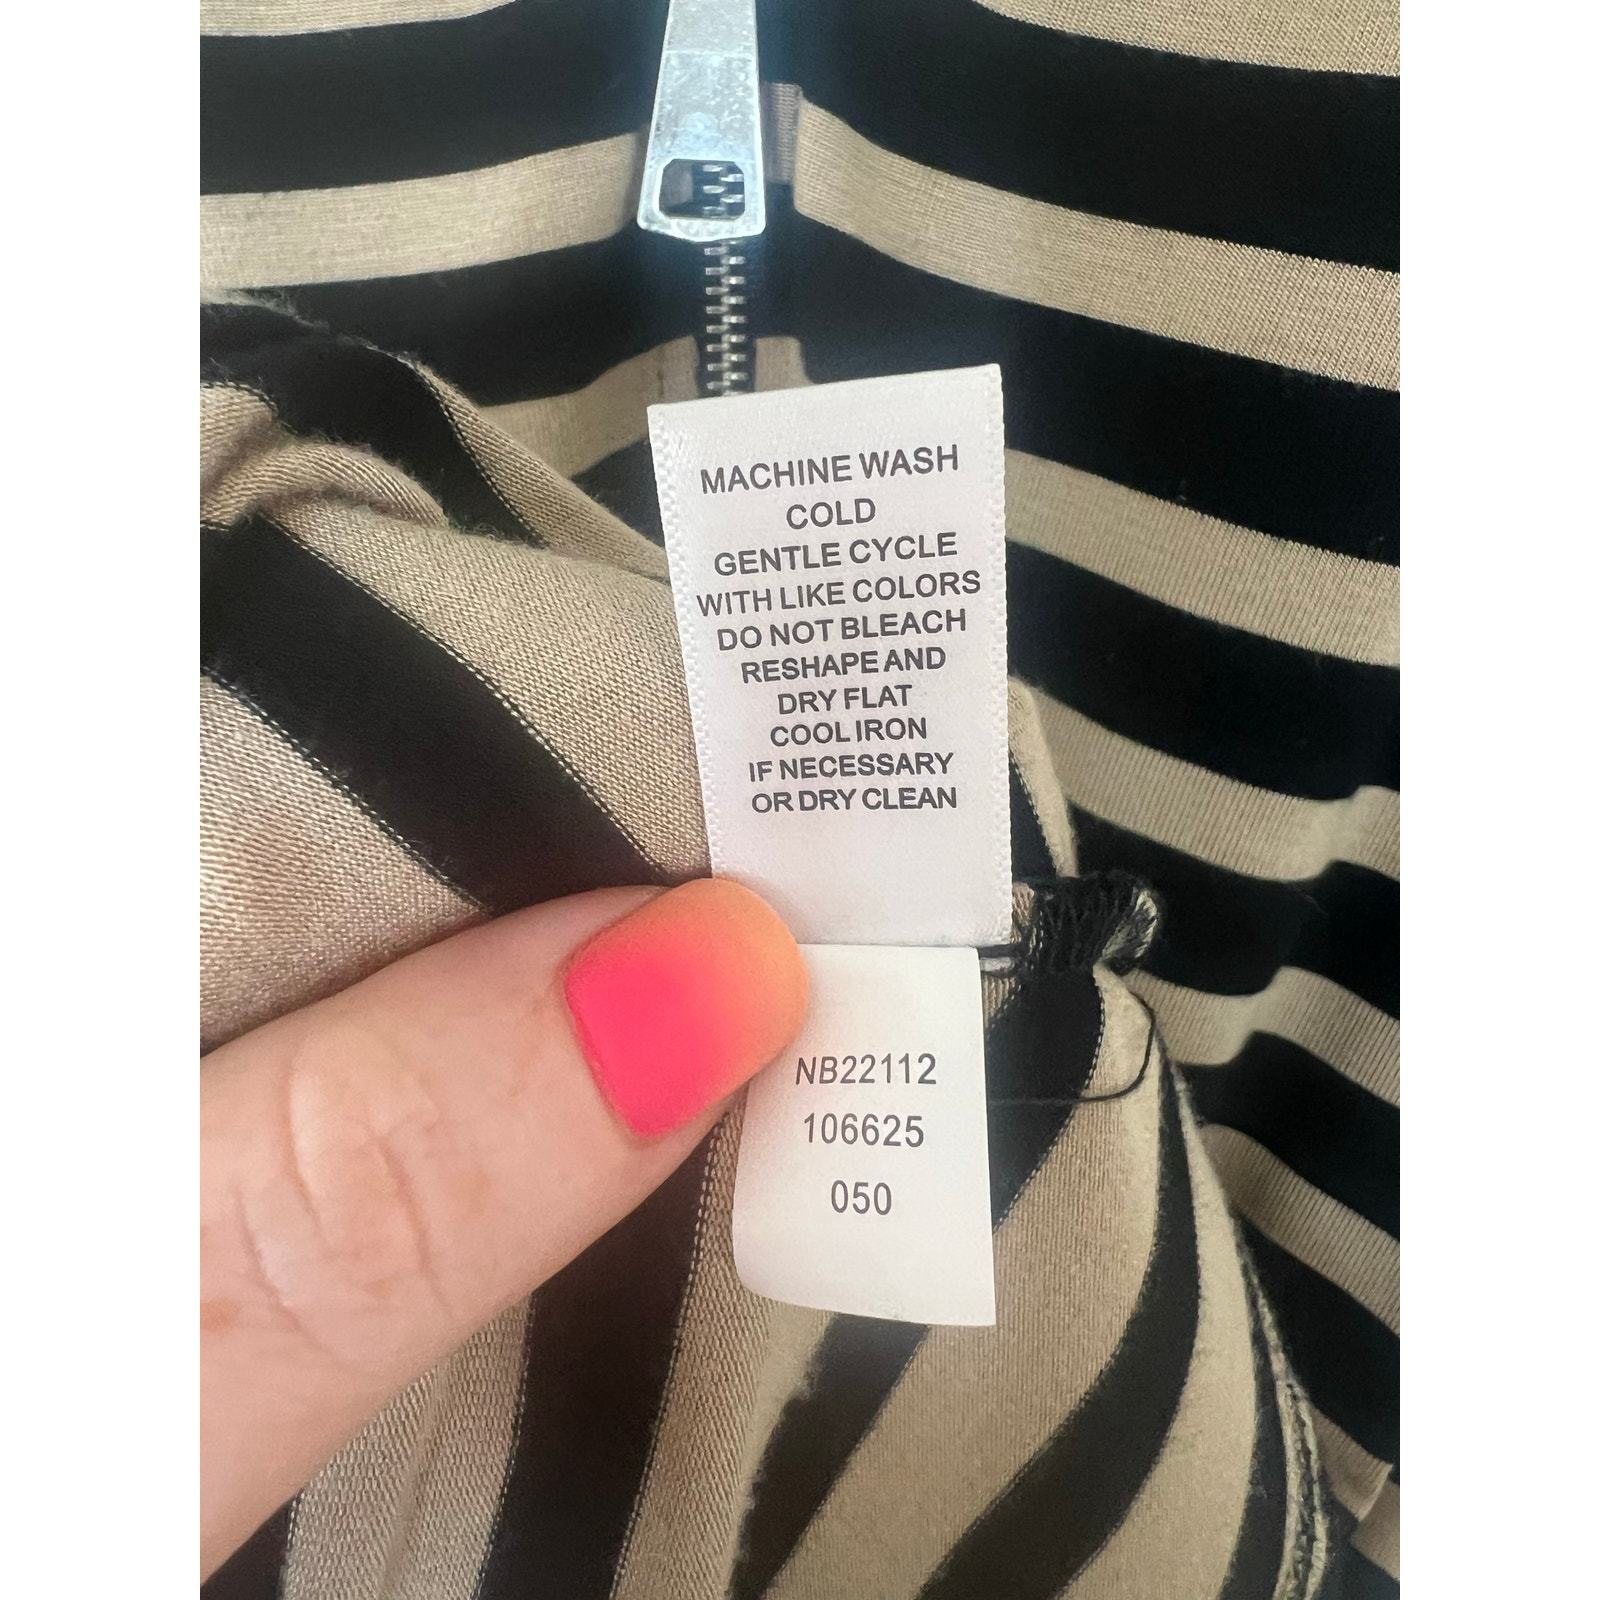 MACHINE WASH
COLD
GENTLE CYCLE
WITH LIKE COLORS
DO NOT BLEACH
RESHAPE AND
DRY FLAT
COOL IRON
IF NECESSARY
OR DRY CLEAN
NB22112
106625
050